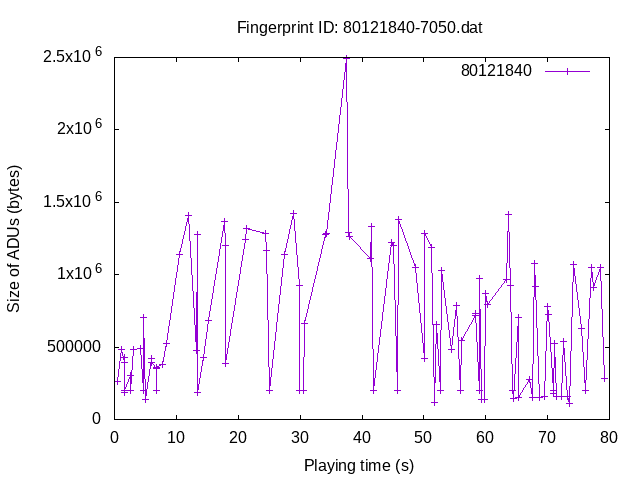 Fingerprint ID: 80121840-7050.dat
80121840
Size of ADUs (bytes)
2.5x10^6
2x10^6
1.5x10^6
1x10^6
500000
0
0 10 20 30 40 50 60 70 80
Playing time (s)